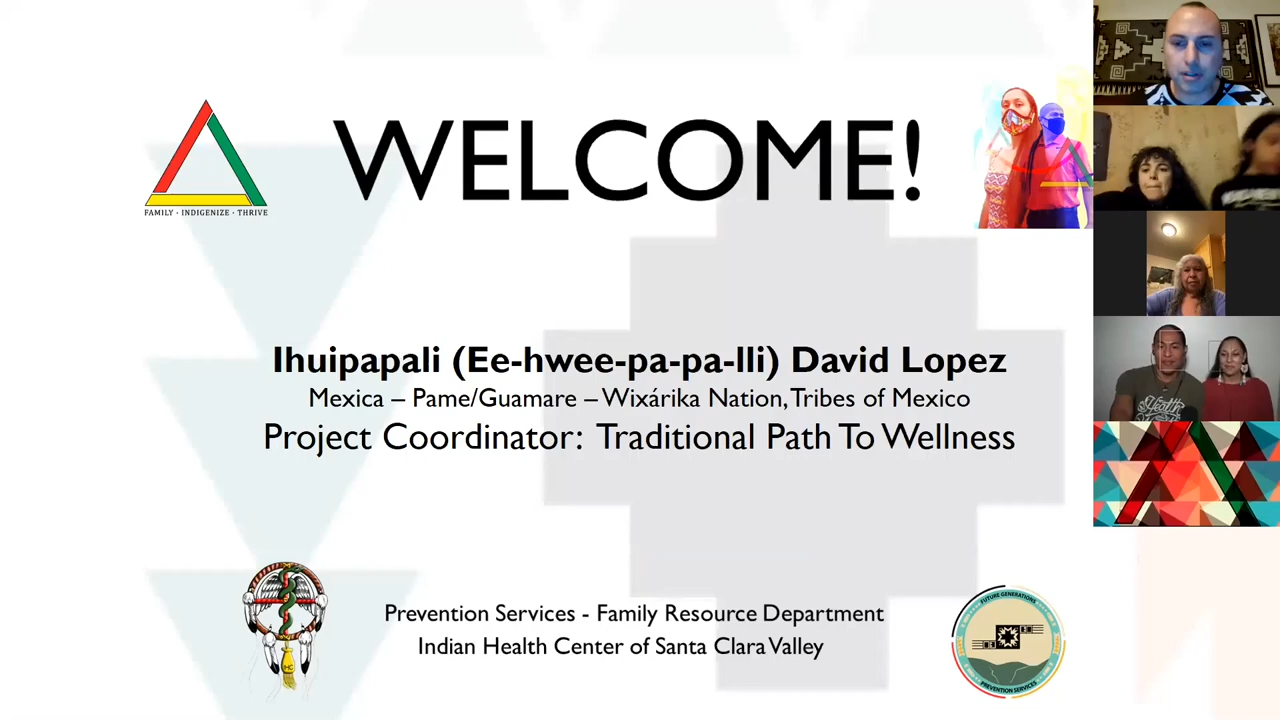 WELCOME!
FAMILY · INDIGENIZE · THRIVE
Ihuipapali (Ee-hwee-pa-pa-lli) David Lopez
Mexica – Pame/Guamare – Wixárika Nation, Tribes of Mexico
Project Coordinator: Traditional Path To Wellness
Health
Prevention Services - Family Resource Department
Indian Health Center of Santa Clara Valley
IHC
FUTURE GENERATIONS
PREVENTION SERVICES